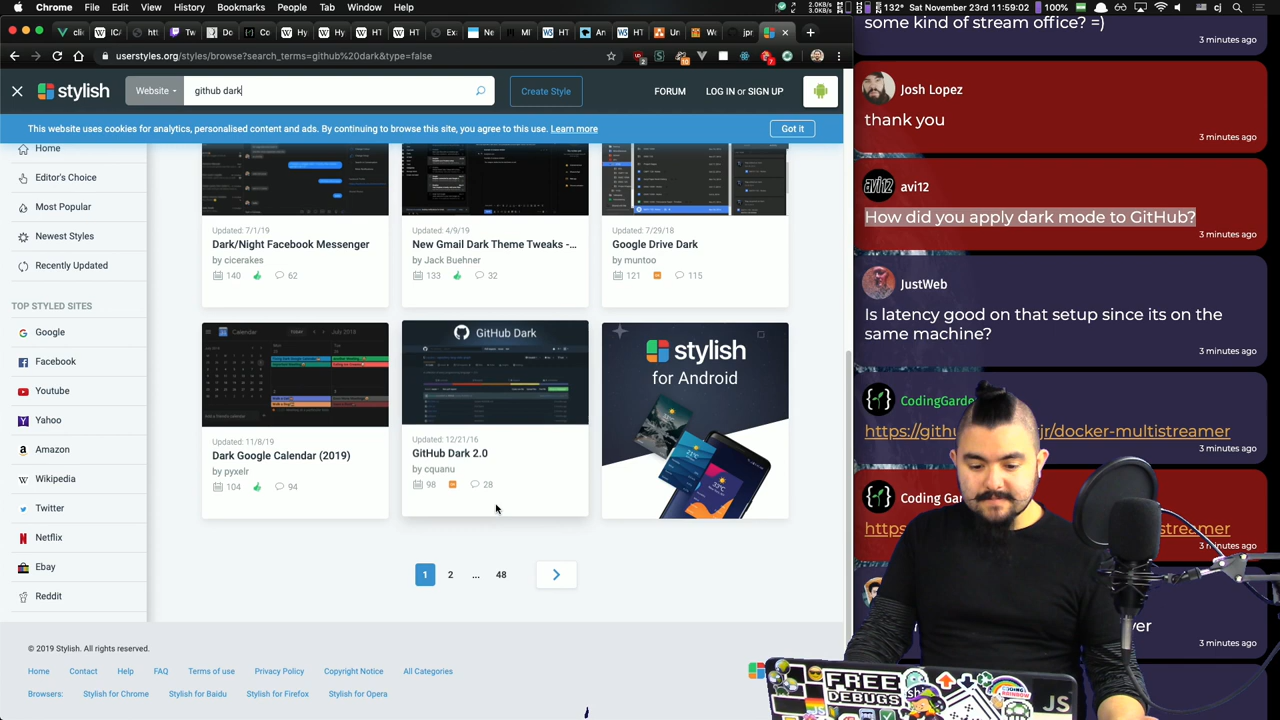 Chrome File Edit View History Bookmarks People Tab Window Help
132° Sat November 23rd 11:59:02 100% cj
userstyles.org/styles/browse?search_terms=github%20dark&type=false
stylish
Website
github dark
Create Style
FORUM
LOG IN or SIGN UP
This website uses cookies for analytics, personalised content and ads. By continuing to browse this site, you agree to this use. Learn more
Got it
Home
Editor's Choice
Most Popular
Newest Styles
Recently Updated
TOP STYLED SITES
Google
Facebook
Youtube
Yahoo
Amazon
Wikipedia
Twitter
Netflix
Ebay
Reddit
Updated: 7/1/19
Dark/Night Facebook Messenger
by cicerakes
140 62
Updated: 4/9/19
New Gmail Dark Theme Tweaks -...
by Jack Buehner
133 32
Updated: 7/29/18
Google Drive Dark
by muntoo
121 115
Updated: 11/8/19
Dark Google Calendar (2019)
by pyxelr
104 94
GitHub Dark
Updated: 12/21/16
GitHub Dark 2.0
by cquanu
98 28
stylish
for Android
1 2 ... 48
© 2019 Stylish. All rights reserved.
Home Contact Help FAQ Terms of use Privacy Policy Copyright Notice All Categories
Browsers: Stylish for Chrome Stylish for Baidu Stylish for Firefox Stylish for Opera
some kind of stream office? =)
3 minutes ago
Josh Lopez
thank you
3 minutes ago
avi12
How did you apply dark mode to GitHub?
3 minutes ago
JustWeb
Is latency good on that setup since its on the
same machine?
3 minutes ago
CodingGarde
https://gith jr/docker-multistreamer
3 minutes ago
Coding Gar
https streamer
3 minutes ago
ver
3 minutes ago
FREE
DEBUGS
JS